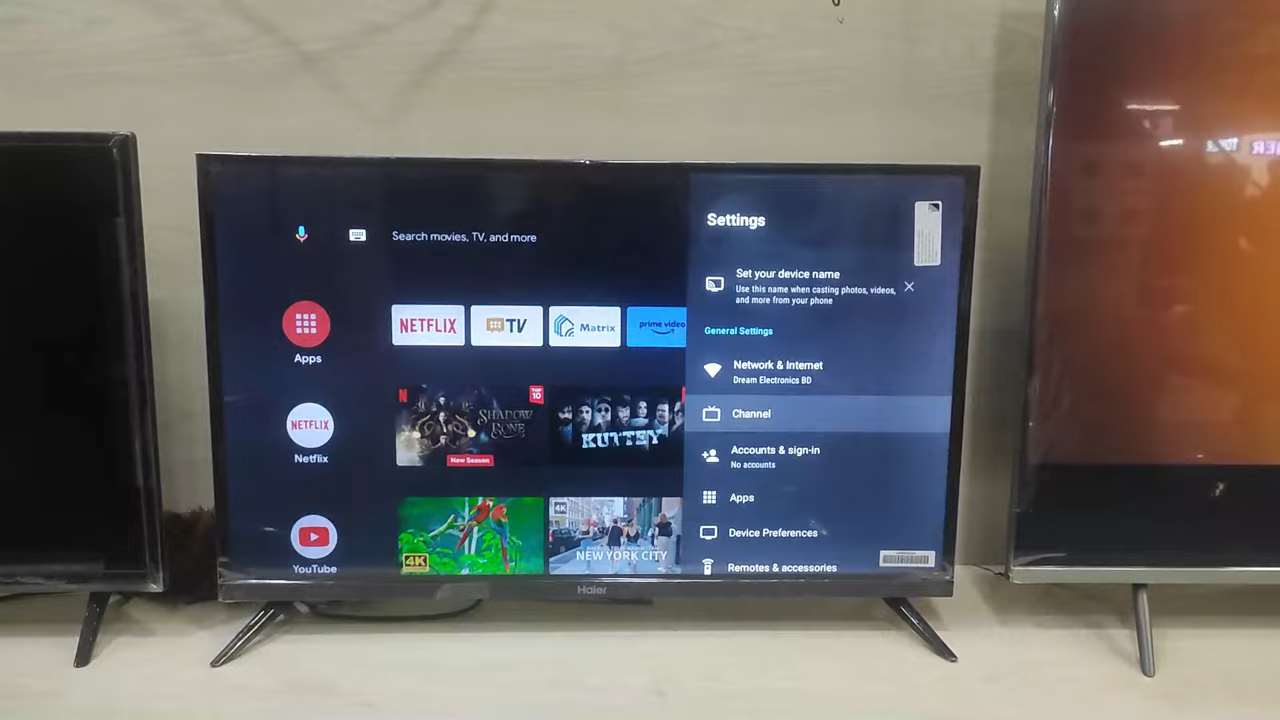 Search movies, TV, and more
Apps
NETFLIX
TV
Matrix
prime video
NETFLIX
Netflix
N
TOP
10
SHADOW
BONE
New Season
KUTTEY
YouTube
4K
4K
NEW YORK CITY
Settings
Set your device name
Use this name when casting photos, videos,
and more from your phone
General Settings
Network & Internet
Dream Electronics BD
Channel
Accounts & sign-in
No accounts
Apps
Device Preferences
Remotes & accessories
Haier